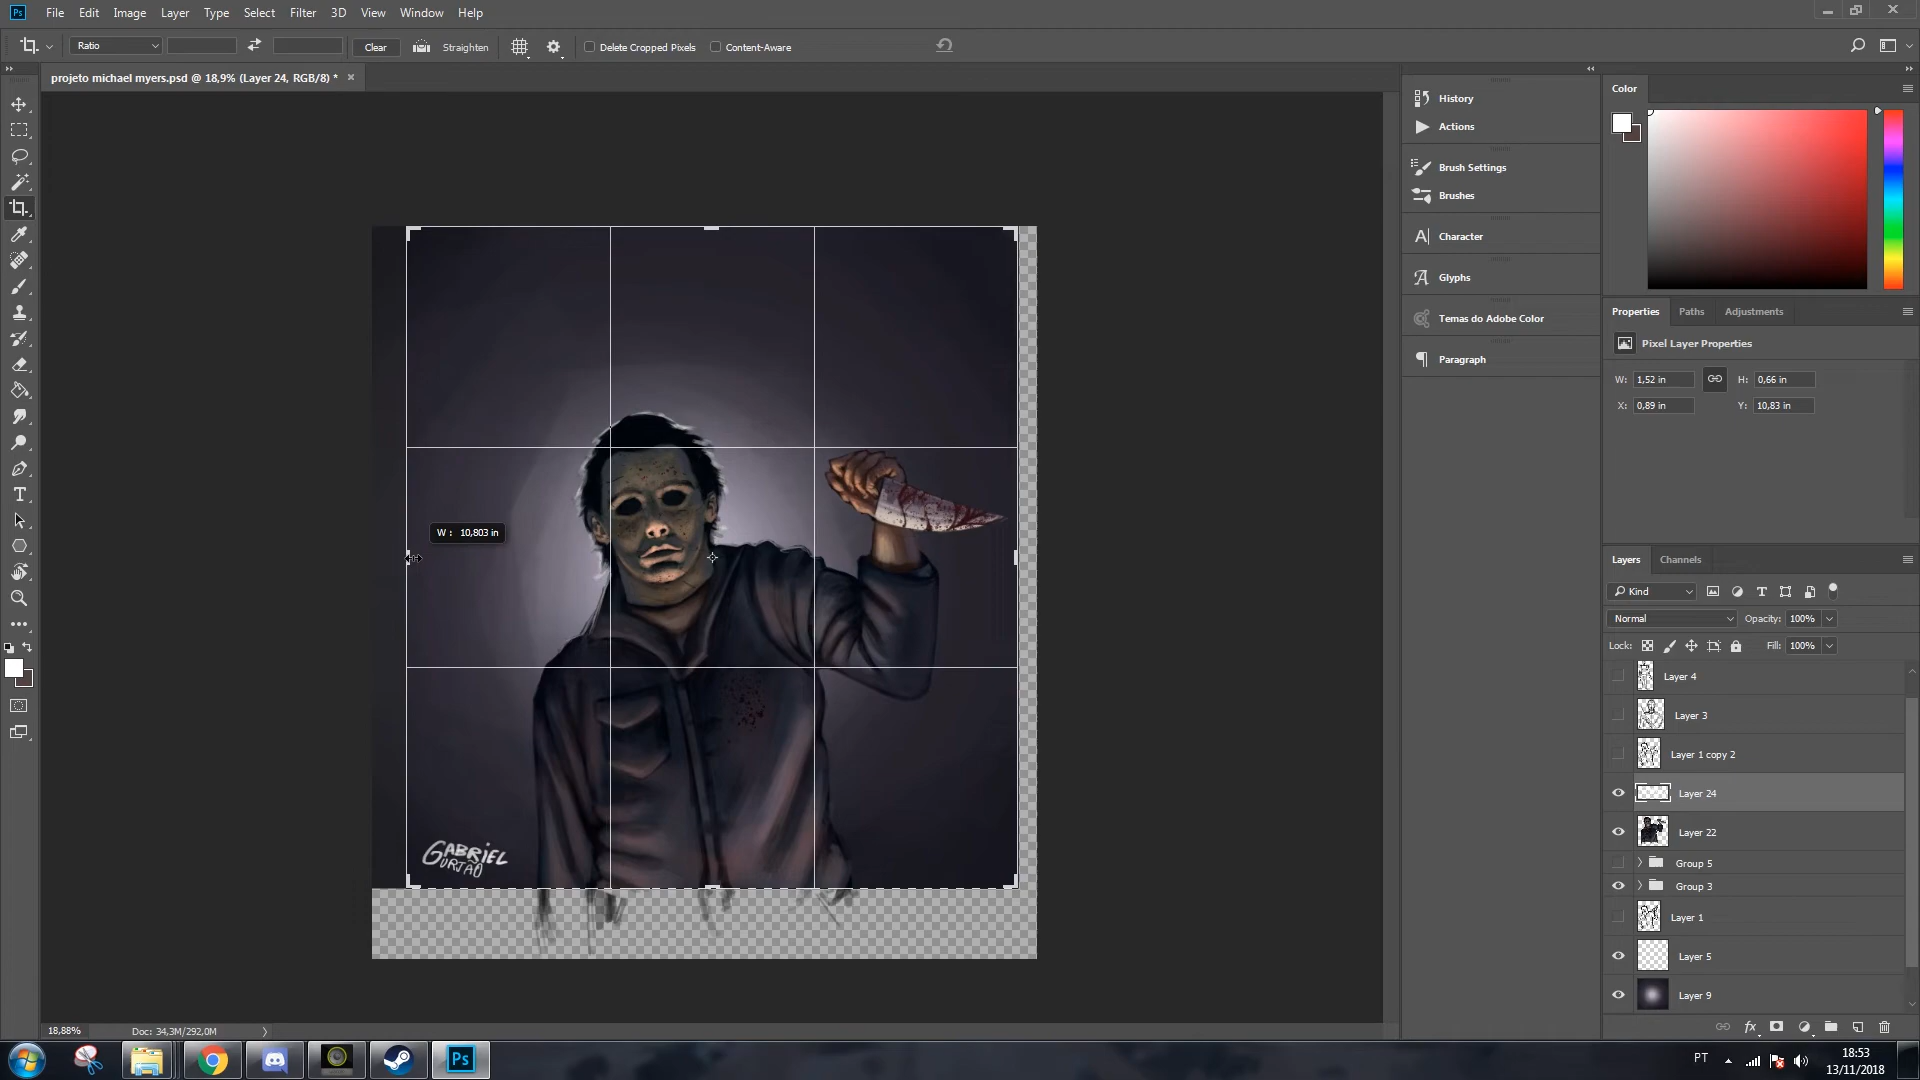 Ps File Edit Image Layer Type Select Filter 3D View Window Help
Ratio Clear Straighten Delete Cropped Pixels Content-Aware
projeto michael myers.psd @ 18,9% (Layer 24, RGB/8) * ×
History
Actions
Brush Settings
Brushes
Character
Glyphs
Temas do Adobe Color
Paragraph
Color
Properties Paths Adjustments
Pixel Layer Properties
W: 1,52 in H: 0,66 in
X: 0,89 in Y: 10,83 in
W : 10,803 in
GABRIEL
Layers Channels
Kind
Normal Opacity: 100%
Lock: Fill: 100%
Layer 4
Layer 3
Layer 1 copy 2
Layer 24
Layer 22
Group 5
Group 3
Layer 1
Layer 5
Layer 9
18,88% Doc: 34,3M/292,0M
Ps PT 18:53
13/11/2018